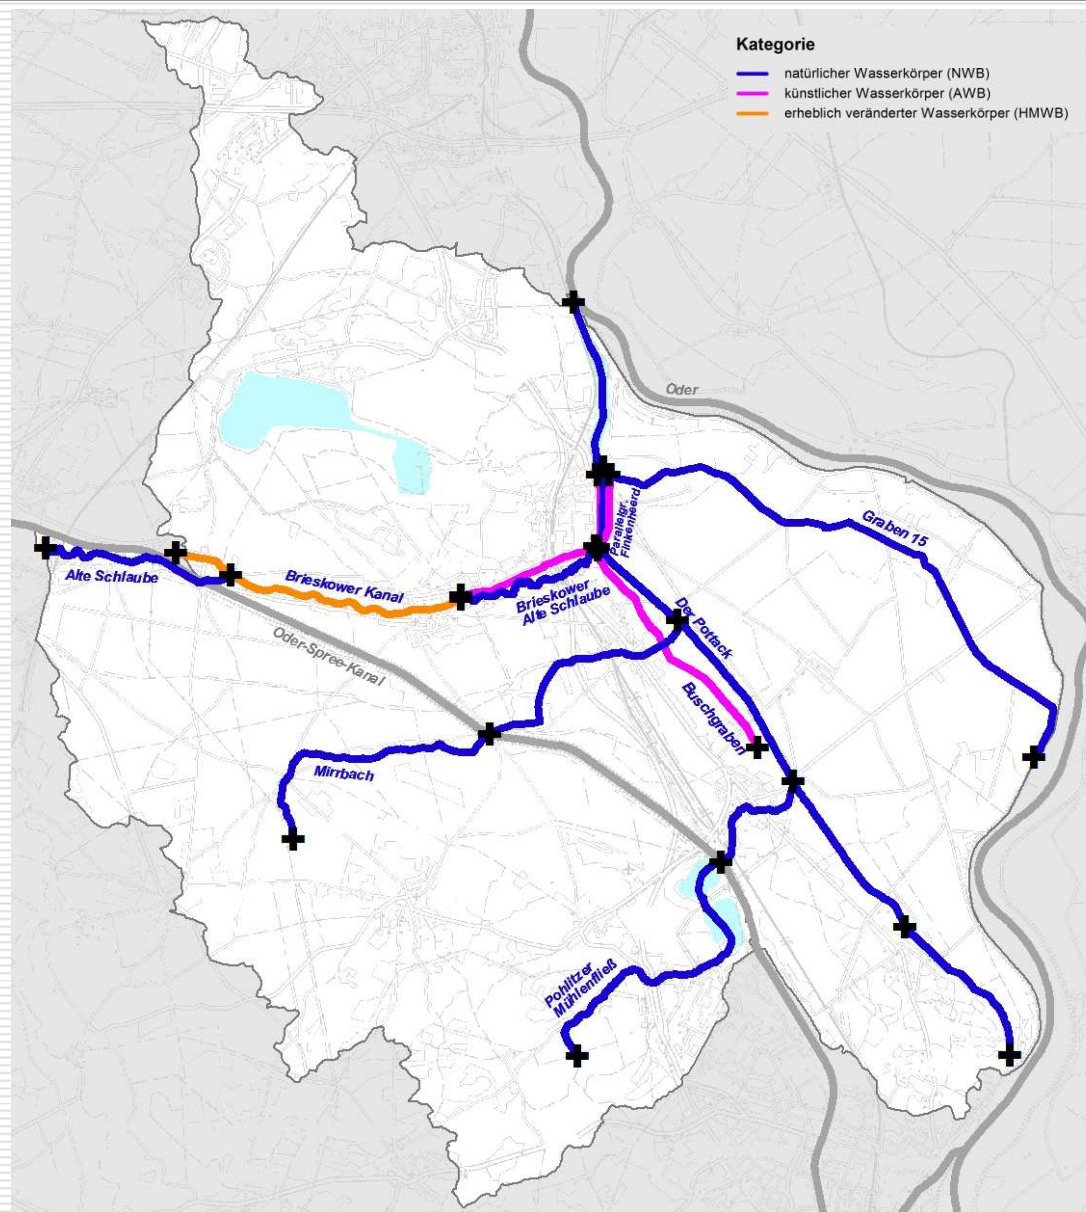 Kategorie
natürlicher Wasserkörper (NWB)
künstlicher Wasserkörper (AWB)
erheblich veränderter Wasserkörper (HMWB)
Oder
Graben 15
Parallelgr.
Finkenheerd
Alte Schlaube
Brieskower Kanal
Brieskower
Alte Schlaube
Der Pottack
Oder-Spree-Kanal
Buschgraben
Mirrbach
Pohlitzer
Mühlenfließ